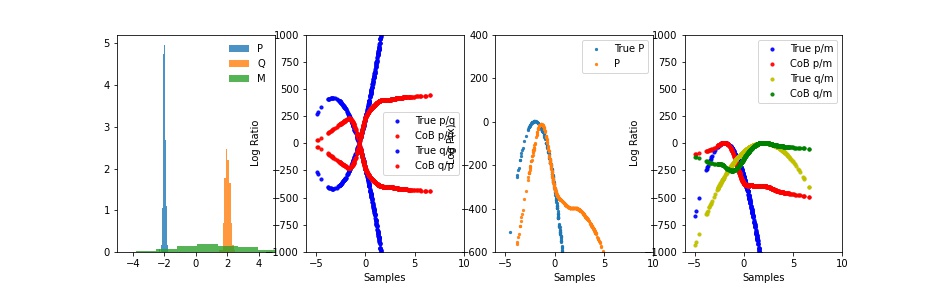 5
4
3
2
1
0
−4 −2 0 2 4
P
Q
M
Log Ratio
1000
750
500
250
0
−250
−500
−750
−1000
−5 0 5 10
Samples
True p/q
CoB p/q
True q/p
CoB q/p
400
200
0
−200
−400
−600
−5 0 5 10
Samples
True P
P
Log Ratio
1000
750
500
250
0
−250
−500
−750
−1000
−5 0 5 10
Samples
True p/m
CoB p/m
True q/m
CoB q/m